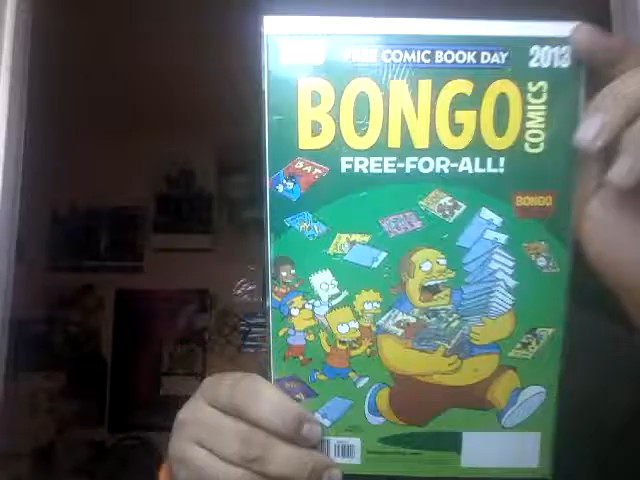 FREE COMIC BOOK DAY
2013
BONGO
COMICS
FREE-FOR-ALL!
BONGO